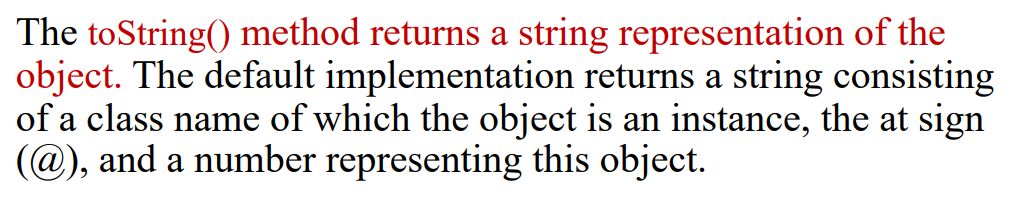 The toString() method returns a string representation of the
object. The default implementation returns a string consisting
of a class name of which the object is an instance, the at sign
(@), and a number representing this object.